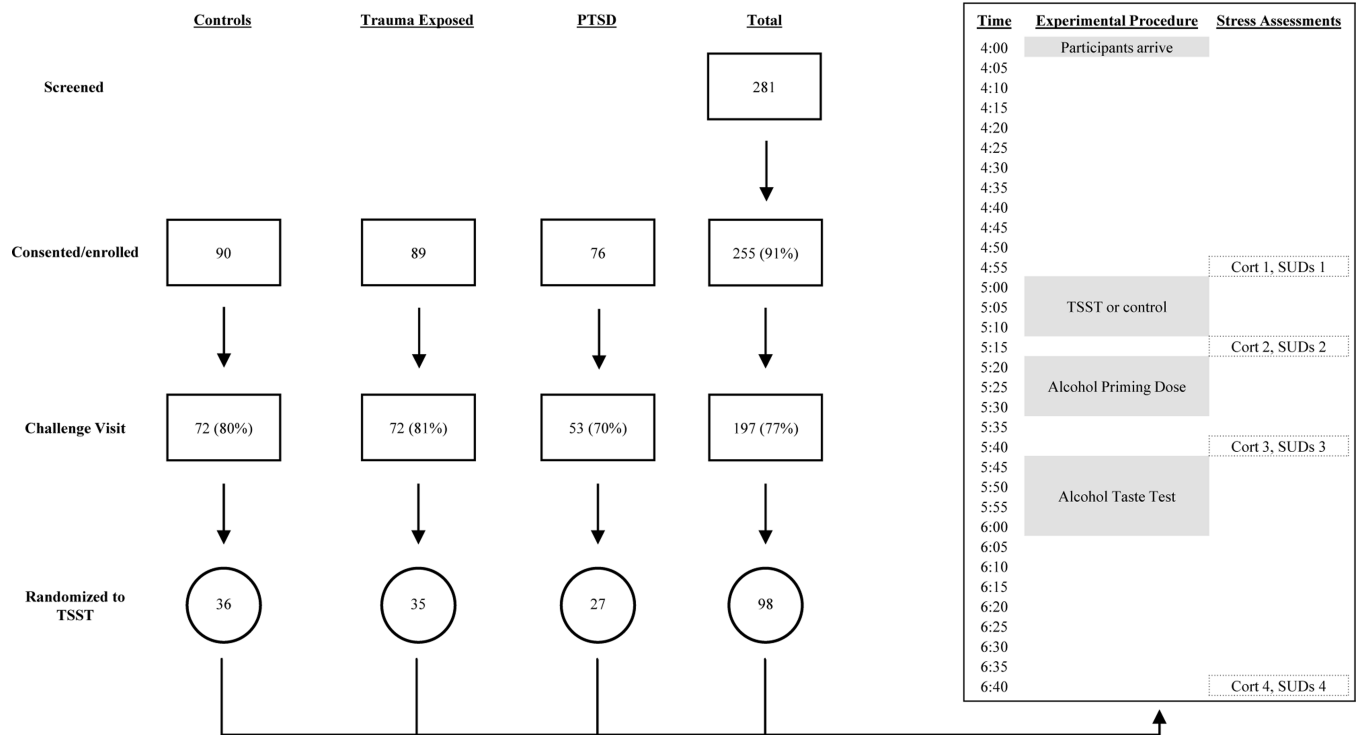 Controls
Trauma Exposed
PTSD
Total
Screened
281
Consented/enrolled
90
89
76
255 (91%)
Challenge Visit
72 (80%)
72 (81%)
53 (70%)
197 (77%)
Randomized to
TSST
36
35
27
98
Time Experimental Procedure Stress Assessments
4:00 Participants arrive
4:05
4:10
4:15
4:20
4:25
4:30
4:35
4:40
4:45
4:50
4:55 Cort 1, SUDs 1
5:00
5:05 TSST or control
5:10
5:15 Cort 2, SUDs 2
5:20
5:25 Alcohol Priming Dose
5:30
5:35
5:40 Cort 3, SUDs 3
5:45
5:50 Alcohol Taste Test
5:55
6:00
6:05
6:10
6:15
6:20
6:25
6:30
6:35
6:40 Cort 4, SUDs 4